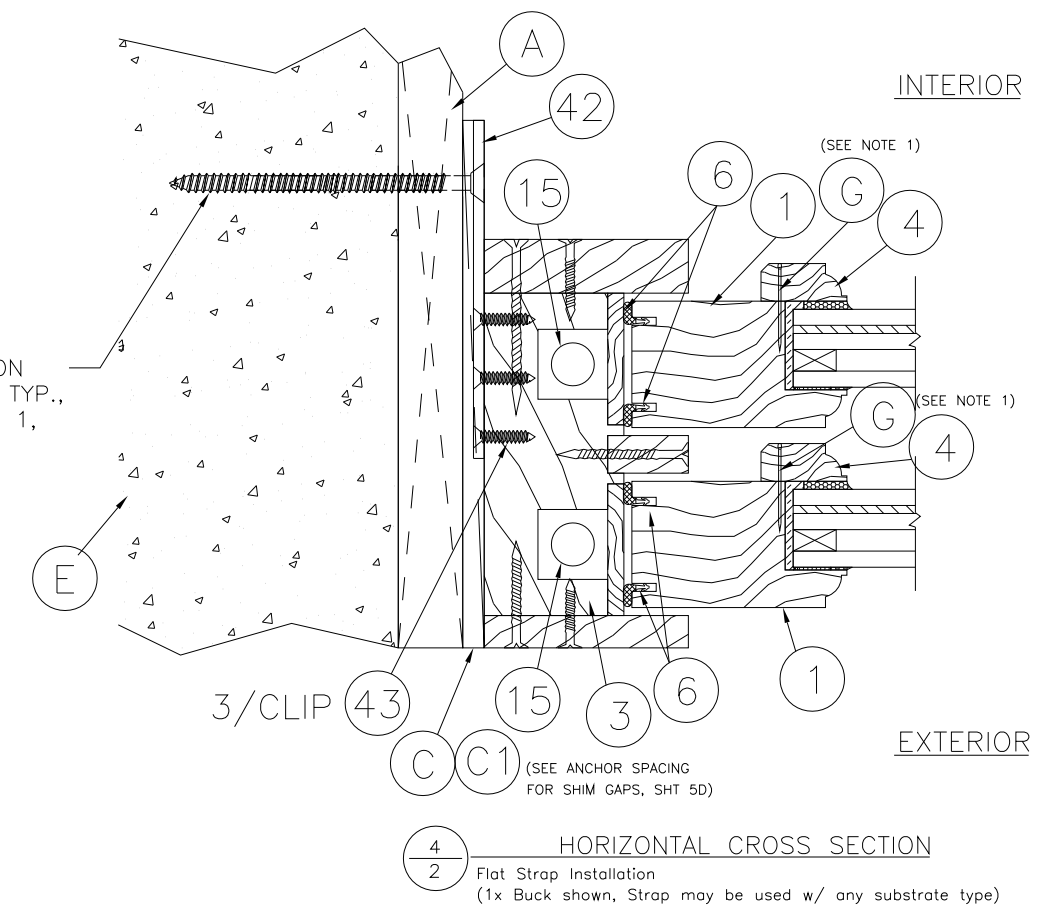 A
INTERIOR
42
(SEE NOTE 1)
6
15
1
G
4
ON
TYP.,
1,
G
(SEE NOTE 1)
4
E
15
1
6
3
3/CLIP
43
C
C1
(SEE ANCHOR SPACING
FOR SHIM GAPS, SHT 5D)
EXTERIOR
4
2
HORIZONTAL CROSS SECTION
Flat Strap Installation
(1x Buck shown, Strap may be used w/ any substrate type)